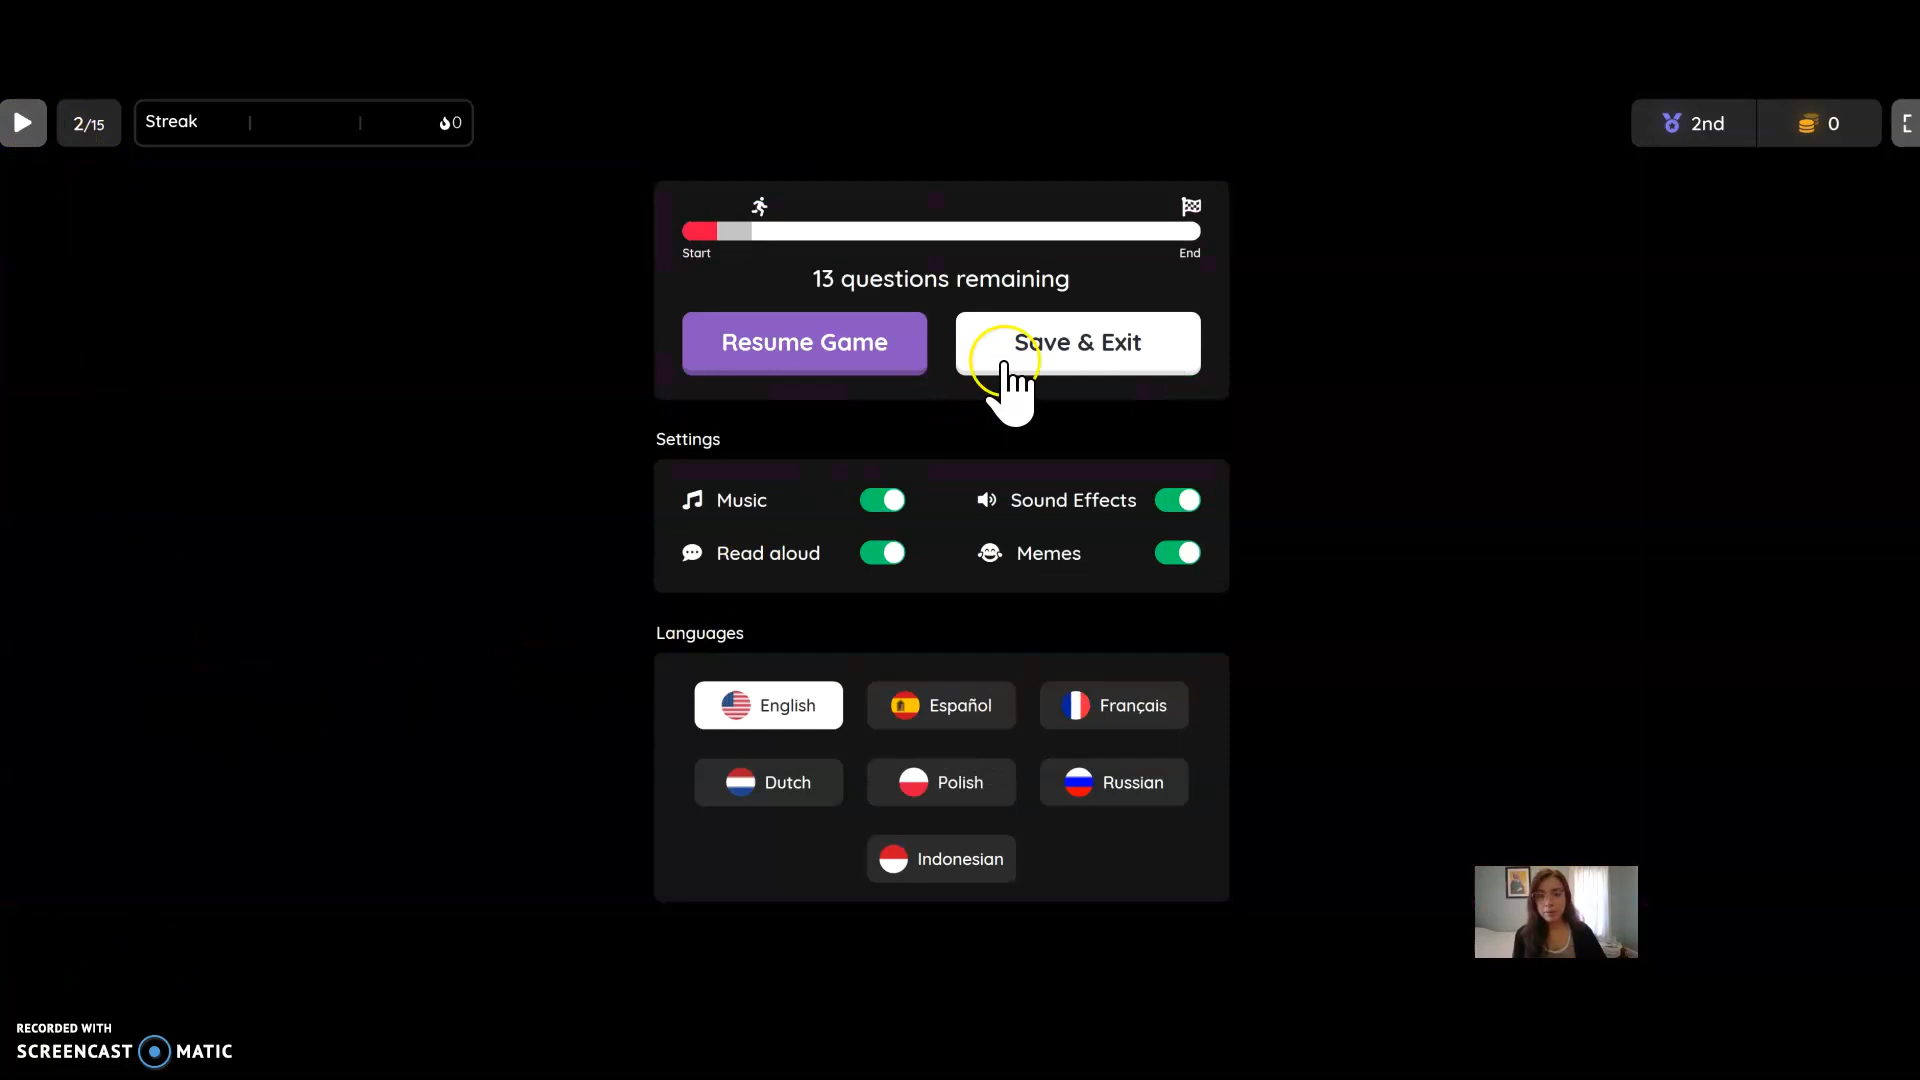 2/15
Streak
0
2nd
0
Start
End
13 questions remaining
Resume Game
Save & Exit
Settings
Music
Sound Effects
Read aloud
Memes
Languages
English
Español
Français
Dutch
Polish
Russian
Indonesian
RECORDED WITH
SCREENCAST MATIC